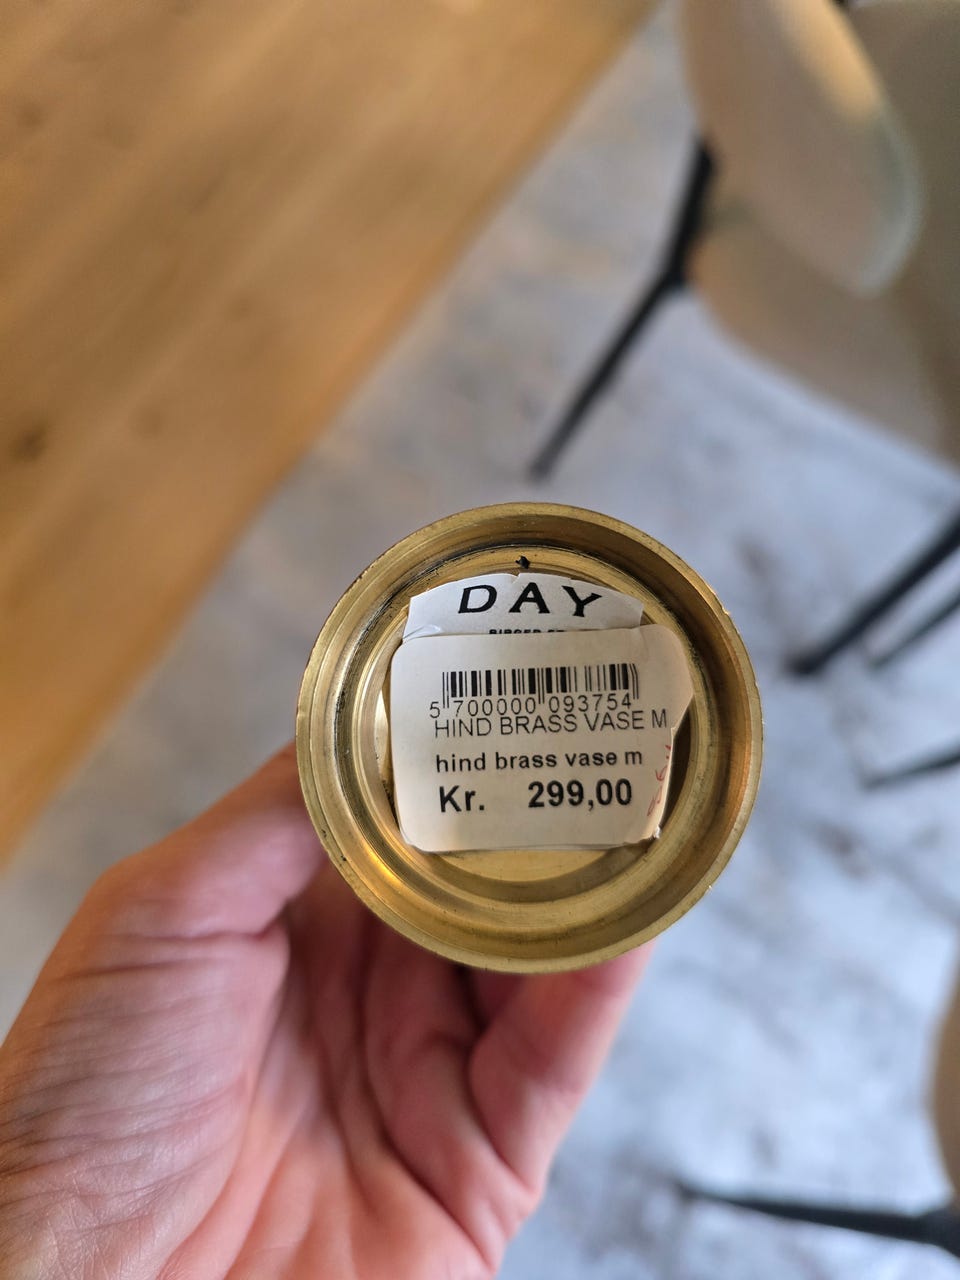 DAY
5 700000 093754
HIND BRASS VASE M
hind brass vase m
Kr. 299,00